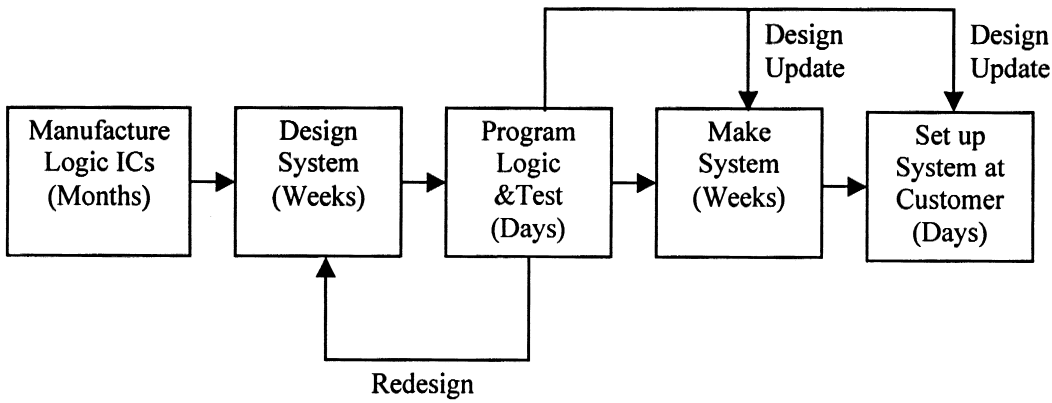 Manufacture
Logic ICs
(Months)
Design
System
(Weeks)
Program
Logic
&Test
(Days)
Make
System
(Weeks)
Set up
System at
Customer
(Days)
Design
Update
Design
Update
Redesign